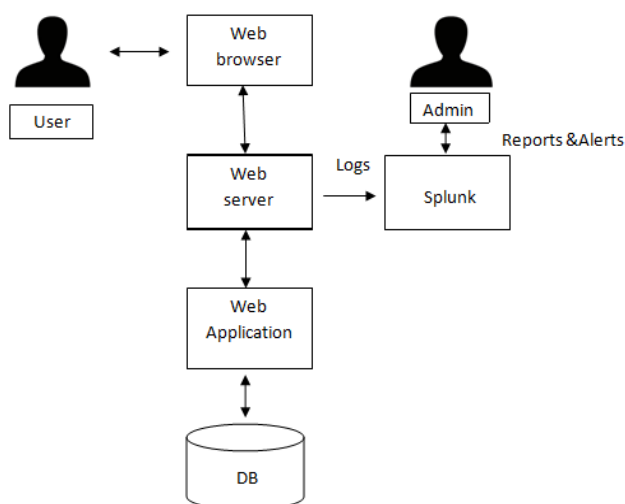 Web
browser
User
Admin
Reports &Alerts
Logs
Web
server
Splunk
Web
Application
DB